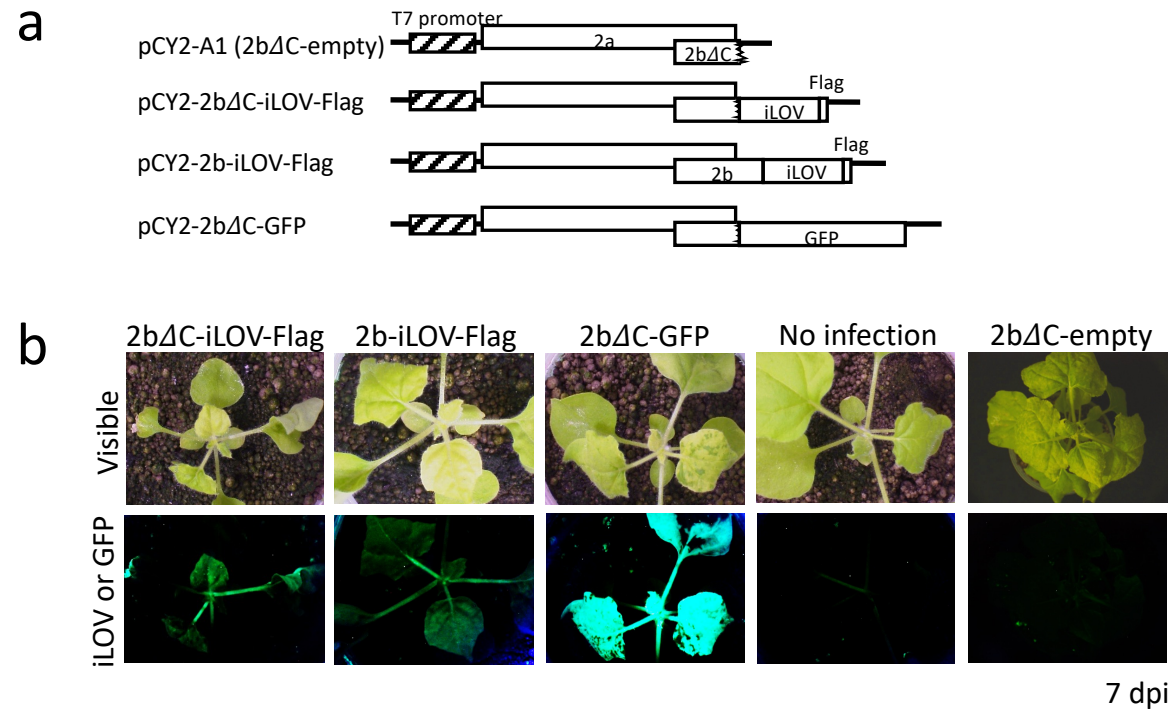 a
T7 promoter
pCY2-A1 (2bΔC-empty)
2a
2bΔC
pCY2-2bΔC-iLOV-Flag
Flag
iLOV
pCY2-2b-iLOV-Flag
Flag
2b
iLOV
pCY2-2bΔC-GFP
GFP
b
2bΔC-iLOV-Flag
2b-iLOV-Flag
2bΔC-GFP
No infection
2bΔC-empty
Visible
iLOV or GFP
7 dpi